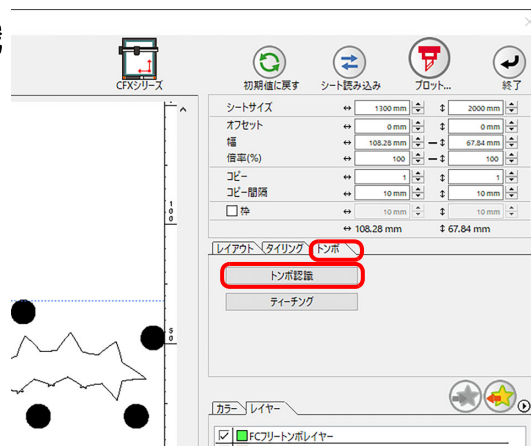 CFXシリーズ
初期値に戻す シート読み込み プロット... 終了
シートサイズ ⇔ 1300 mm ⇕ 2000 mm
オフセット ⇔ 0 mm ⇕ 0 mm
幅 ⇔ 108.28 mm ー ⇕ 67.84 mm
倍率(%) ⇔ 100 ー ⇕ 100
コピー ⇔ 1 ⇕ 1
コピー間隔 ⇔ 10 mm ⇕ 10 mm
枠 ⇔ 10 mm ⇕ 10 mm
⇔ 108.28 mm ⇕ 67.84 mm
100
レイアウト タイリング トンボ
トンボ認識
ティーチング
50
カラー レイヤー
FCフリートンボレイヤー